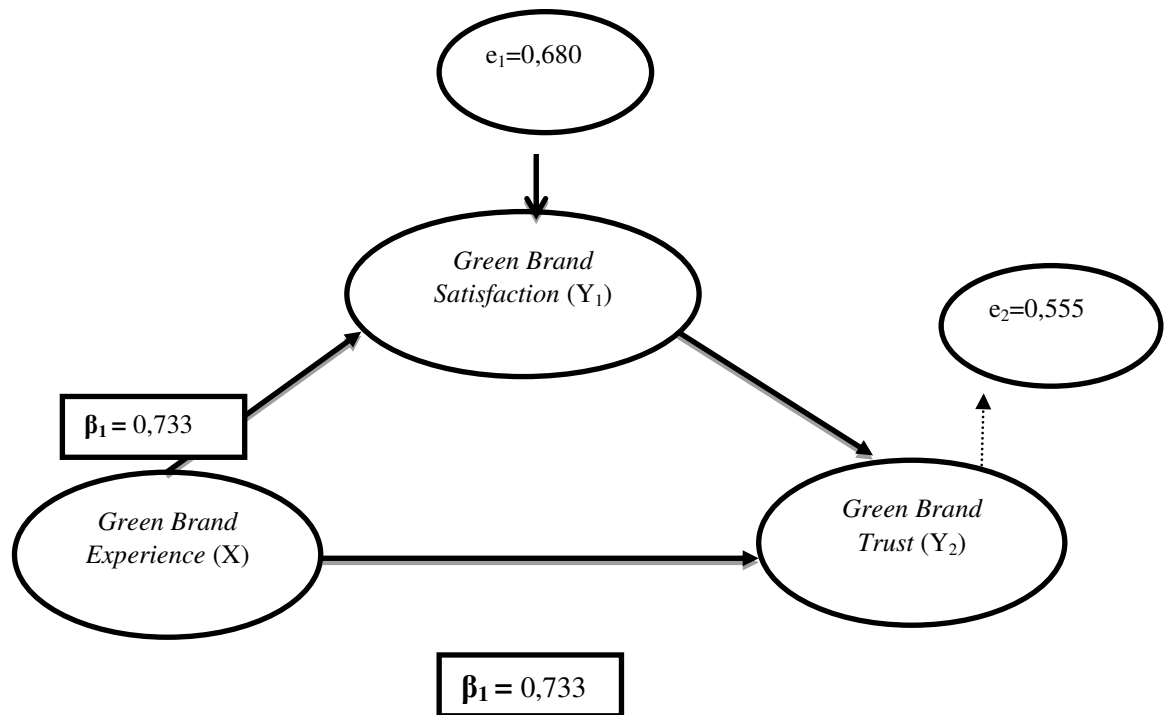 e₁=0,680
Green Brand
Satisfaction (Y₁)
e₂=0,555
β₁ = 0,733
Green Brand
Experience (X)
Green Brand
Trust (Y₂)
β₁ = 0,733